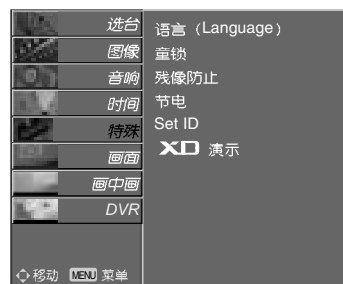 选台
图像
音响
时间
特殊
画面
画中画
DVR
移动 MENU 菜单
语言（Language）
童锁
残像防止
节电
Set ID
XD 演示